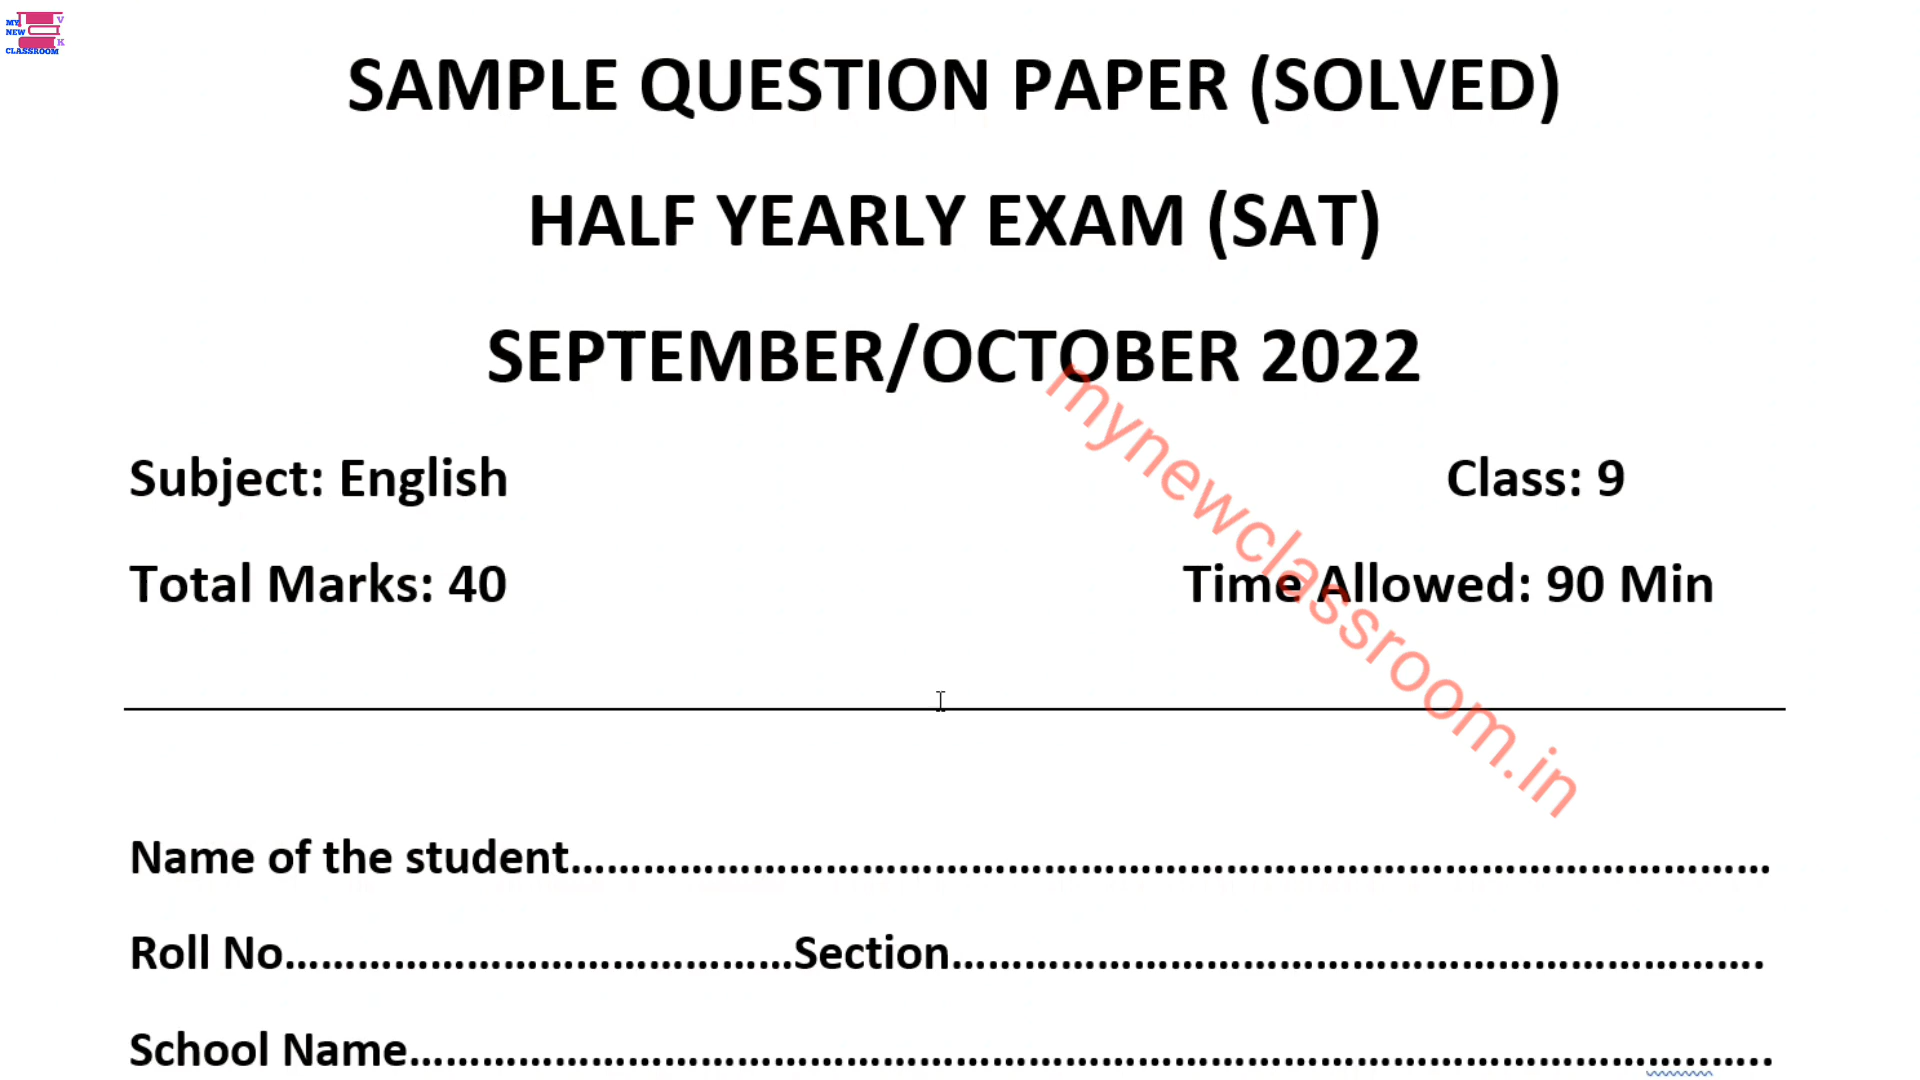 MY
NEW
CLASSROOM
V
K
SAMPLE QUESTION PAPER (SOLVED)
HALF YEARLY EXAM (SAT)
SEPTEMBER/OCTOBER 2022
Subject: English Class: 9
Total Marks: 40 Time Allowed: 90 Min
mynewclassroom.in
Name of the student....................................................................................................
Roll No..........................................Section..................................................................
School Name.................................................................................................................